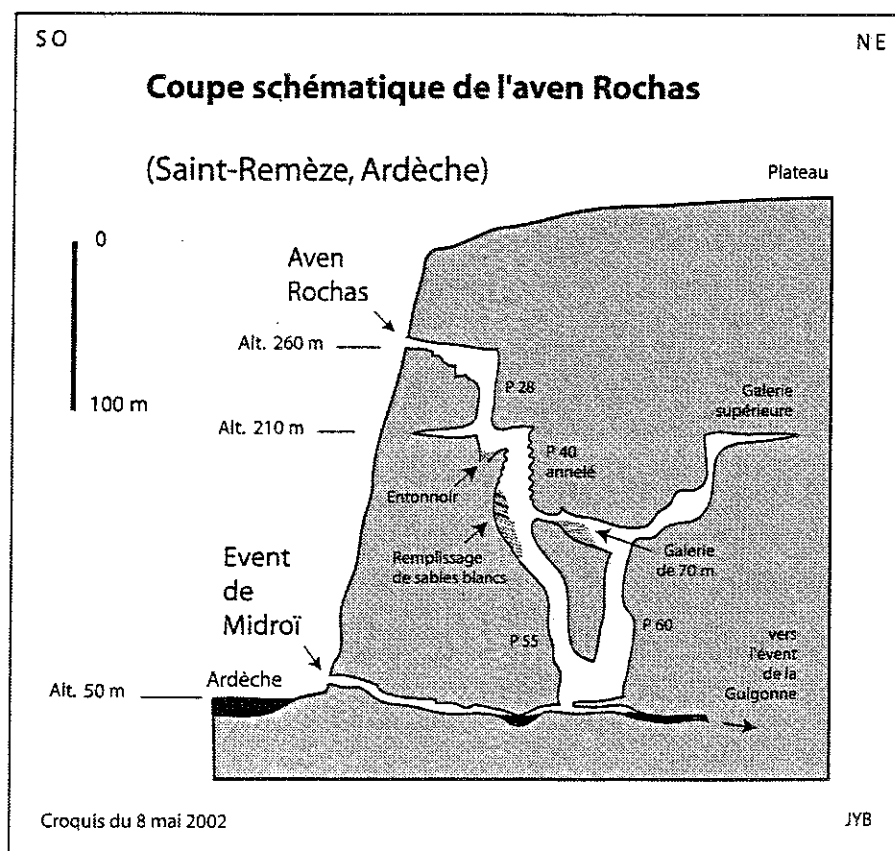 SO
NE
Coupe schématique de l'aven Rochas
(Saint-Remèze, Ardèche)
Plateau
0
100 m
Aven
Rochas
Alt. 260 m
P 28
Galerie
supérieure
Alt. 210 m
P 40
annelé
Entonnoir
Remplissage
de sables blancs
Galerie
de 70 m
Event
de
Midroï
P 55
P 60
vers
l'évent
de la
Guigonne
Ardèche
Alt. 50 m
Croquis du 8 mai 2002
JYB